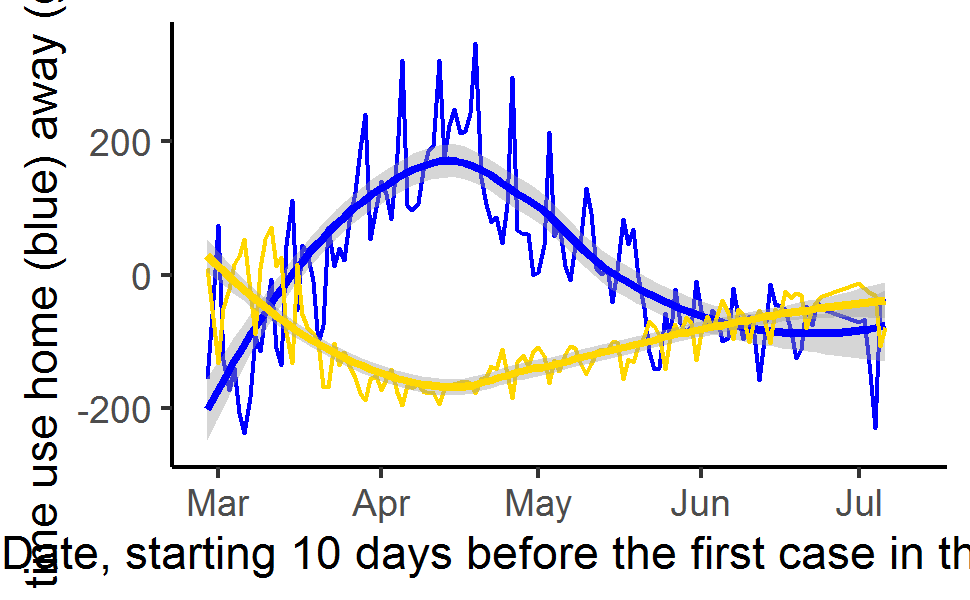 time use home (blue) away (
200
0
-200
Mar Apr May Jun Jul
Date, starting 10 days before the first case in th